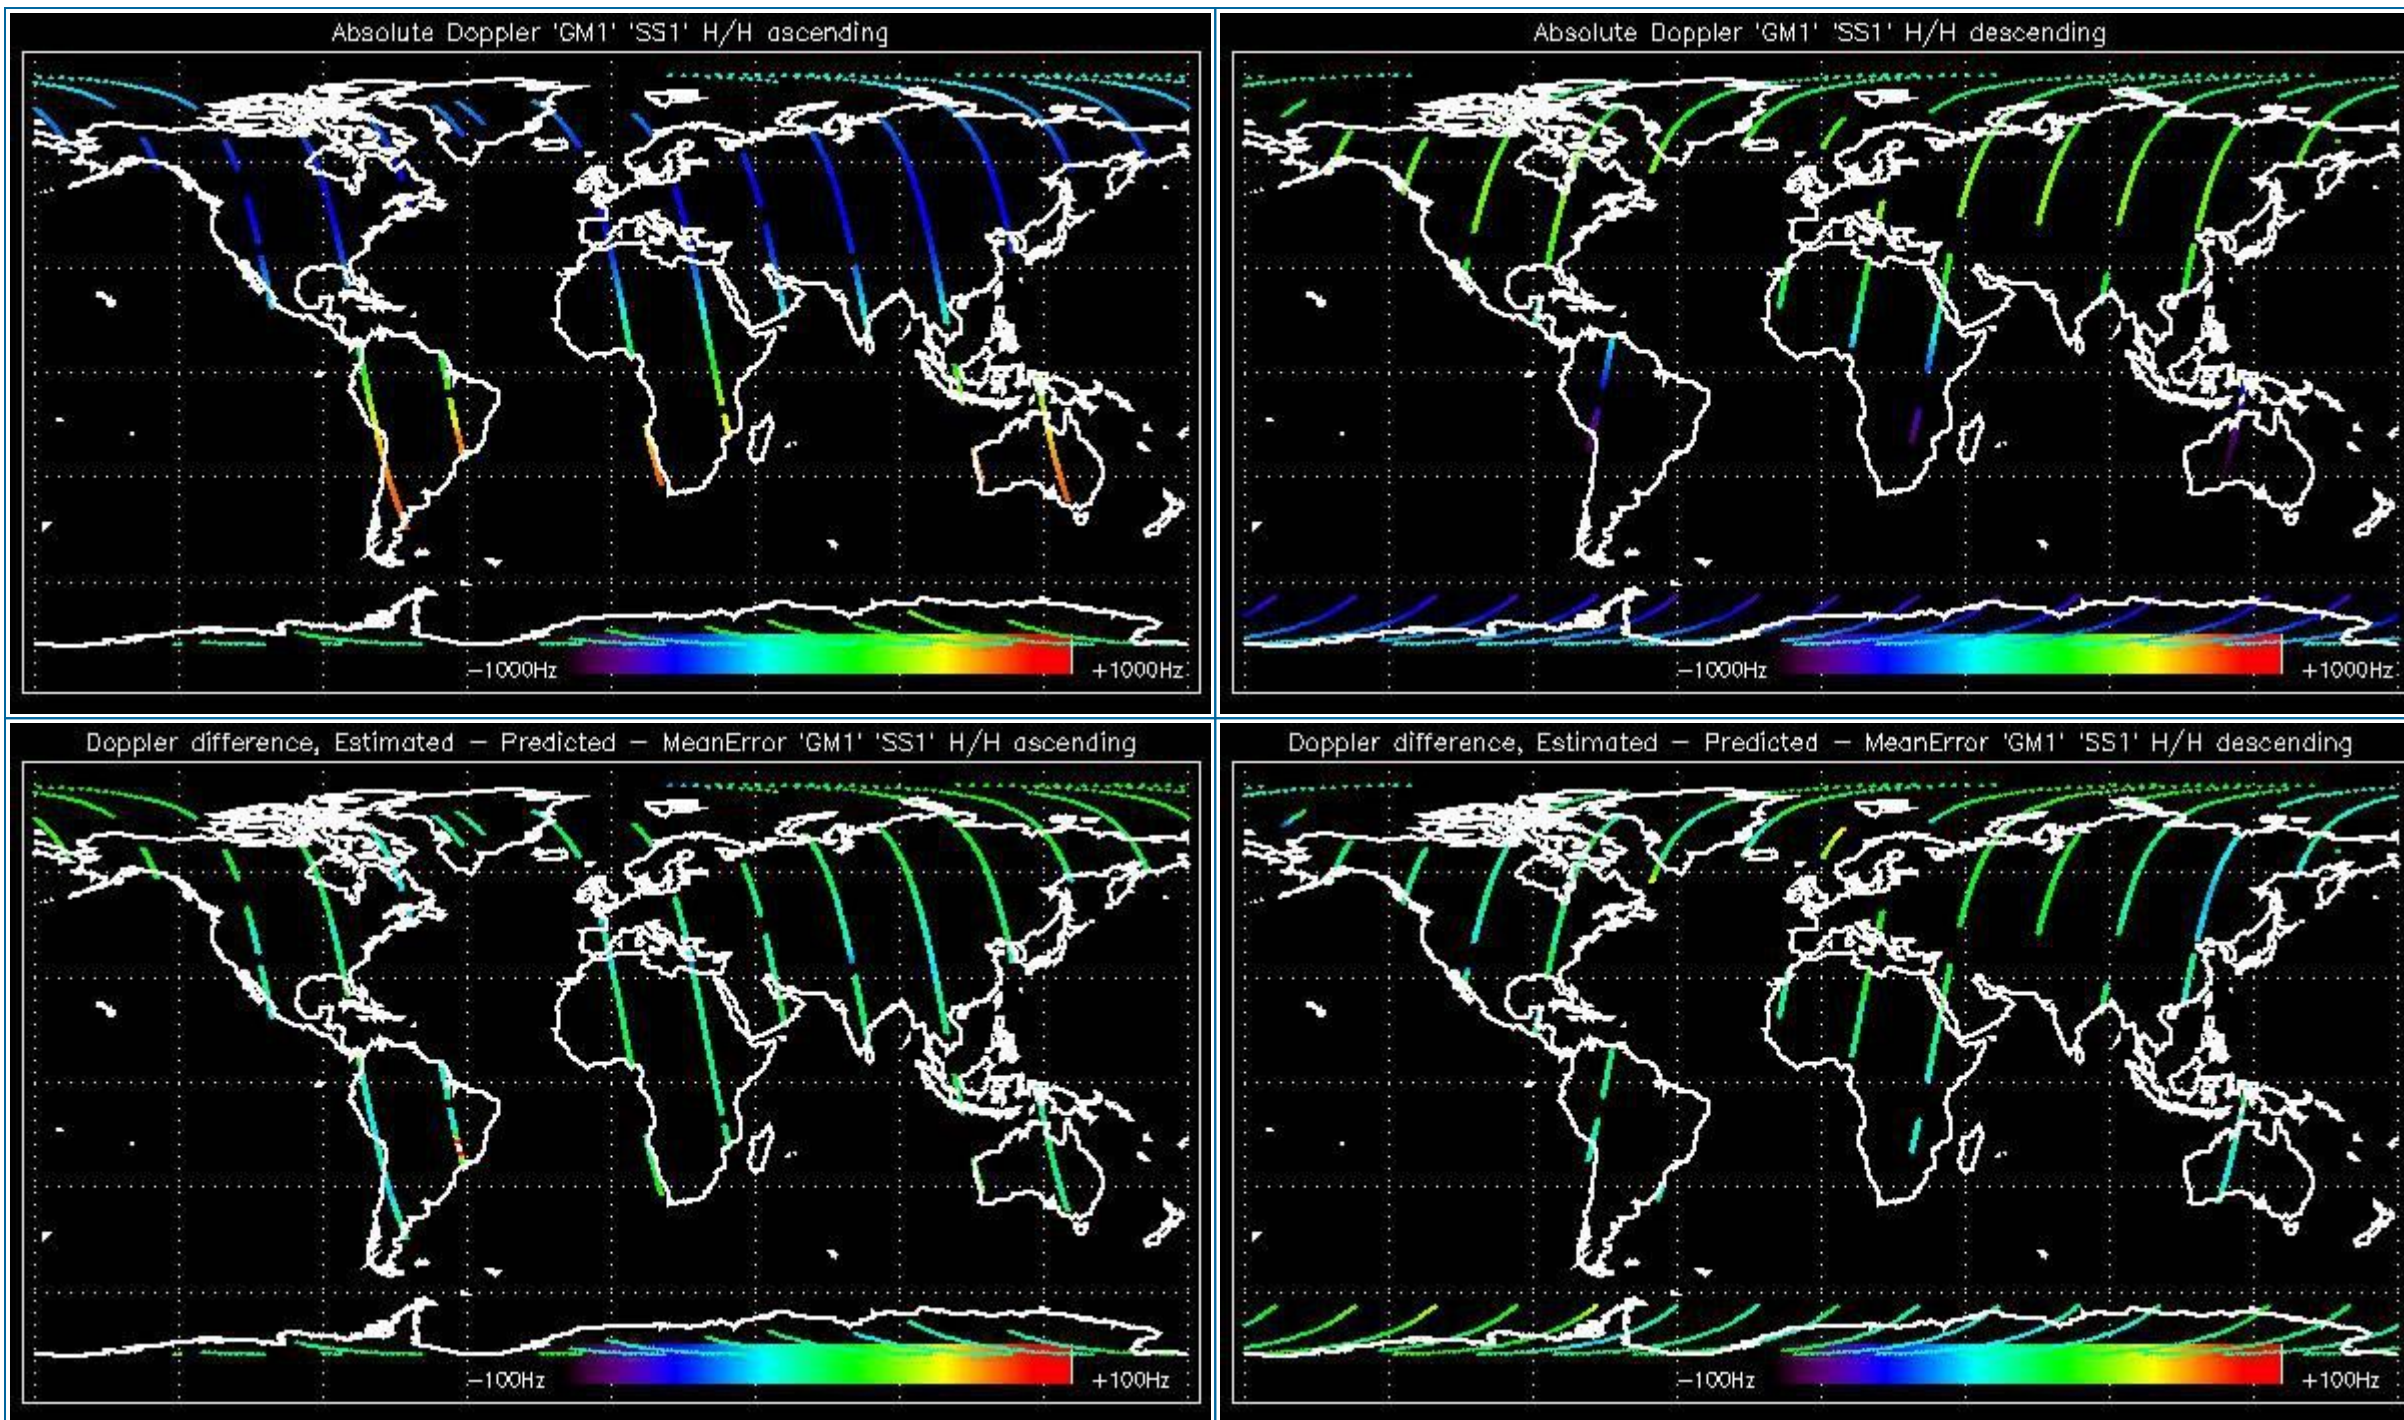 Absolute Doppler 'GM1' 'SS1' H/H ascending
-1000Hz
+1000Hz
Absolute Doppler 'GM1' 'SS1' H/H descending
-1000Hz
+1000Hz
Doppler difference, Estimated - Predicted - MeanError 'GM1' 'SS1' H/H ascending
-100Hz
+100Hz
Doppler difference, Estimated - Predicted - MeanError 'GM1' 'SS1' H/H descending
-100Hz
+100Hz